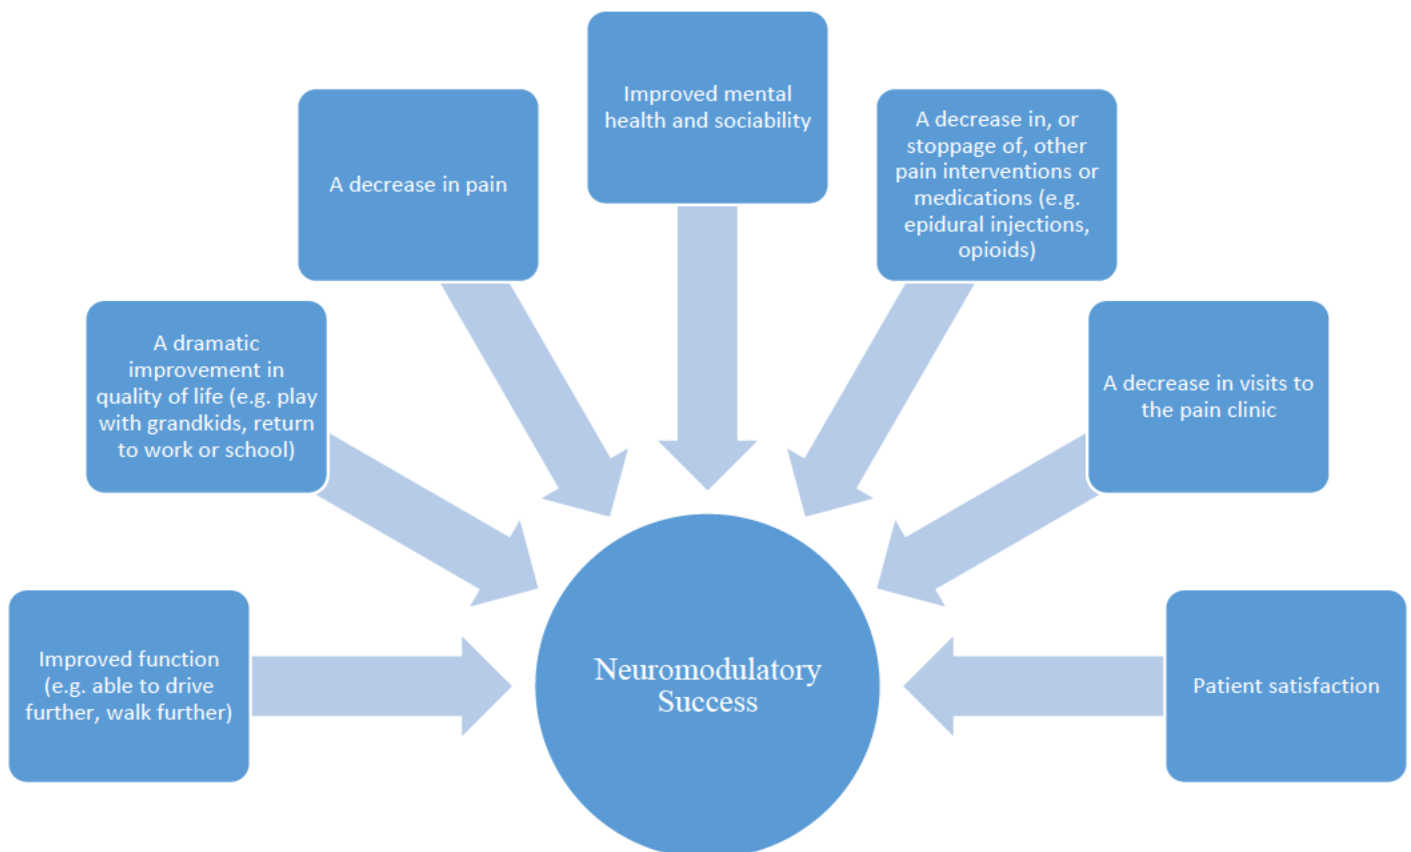 Improved mental
health and sociability
A decrease in pain
A decrease in, or
stoppage of, other
pain interventions or
medications (e.g.
epidural injections,
opioids)
A dramatic
improvement in
quality of life (e.g. play
with grandkids, return
to work or school)
A decrease in visits to
the pain clinic
Improved function
(e.g. able to drive
further, walk further)
Neuromodulatory
Success
Patient satisfaction